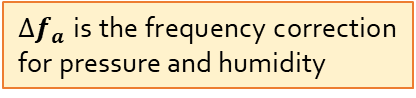 Δfₐ is the frequency correction
for pressure and humidity